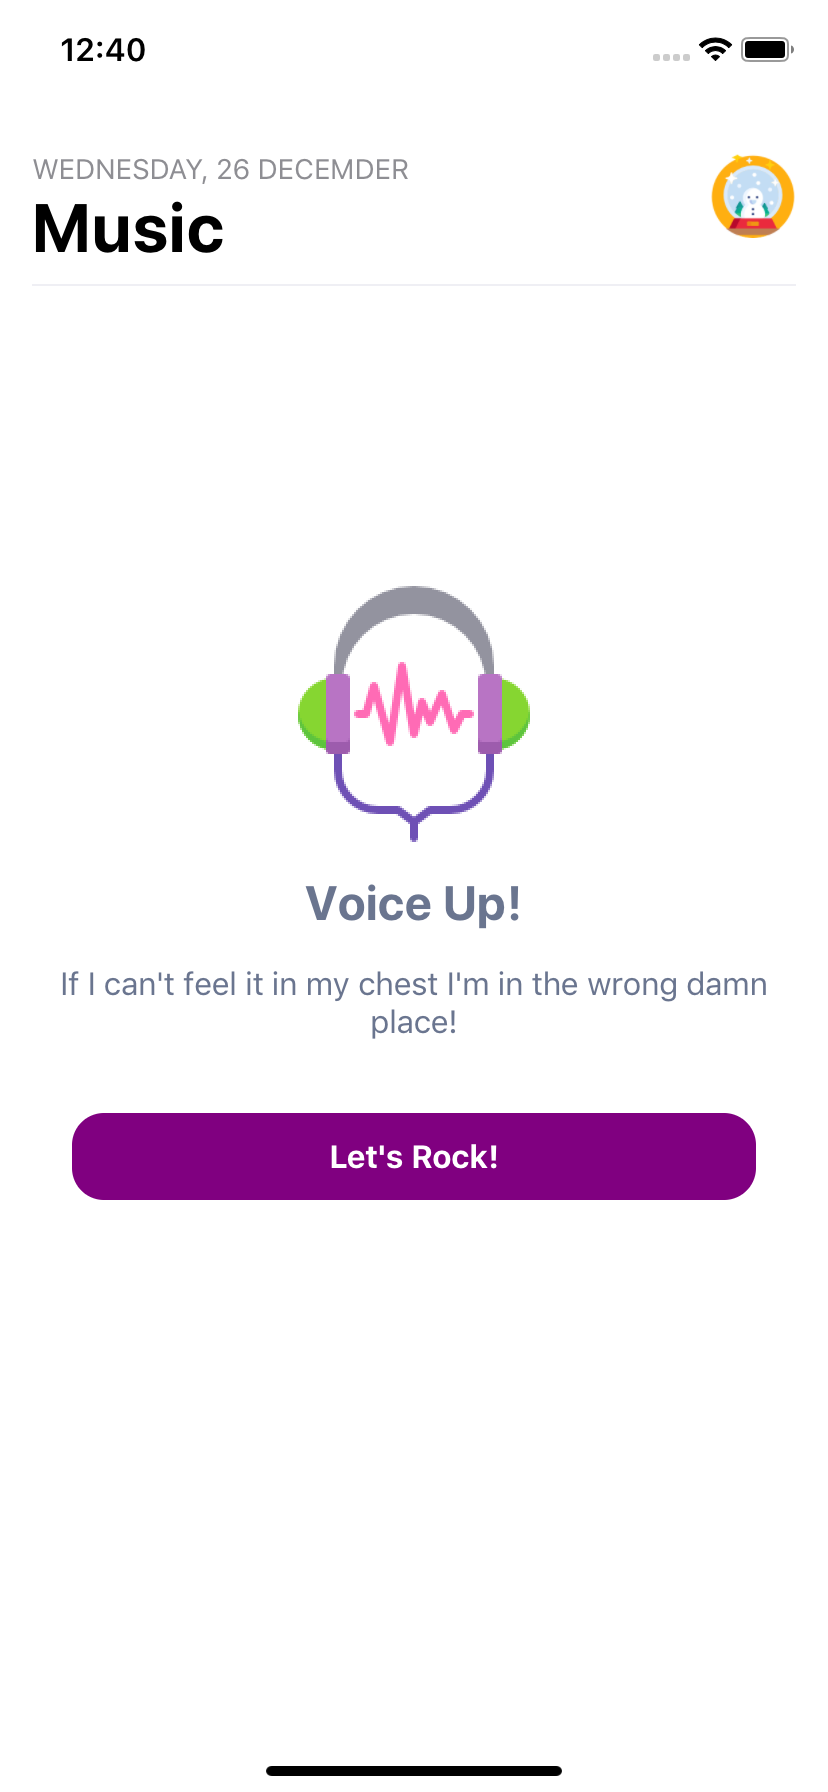 12:40
WEDNESDAY, 26 DECEMDER
Music
Voice Up!
If I can't feel it in my chest I'm in the wrong damn
place!
Let's Rock!